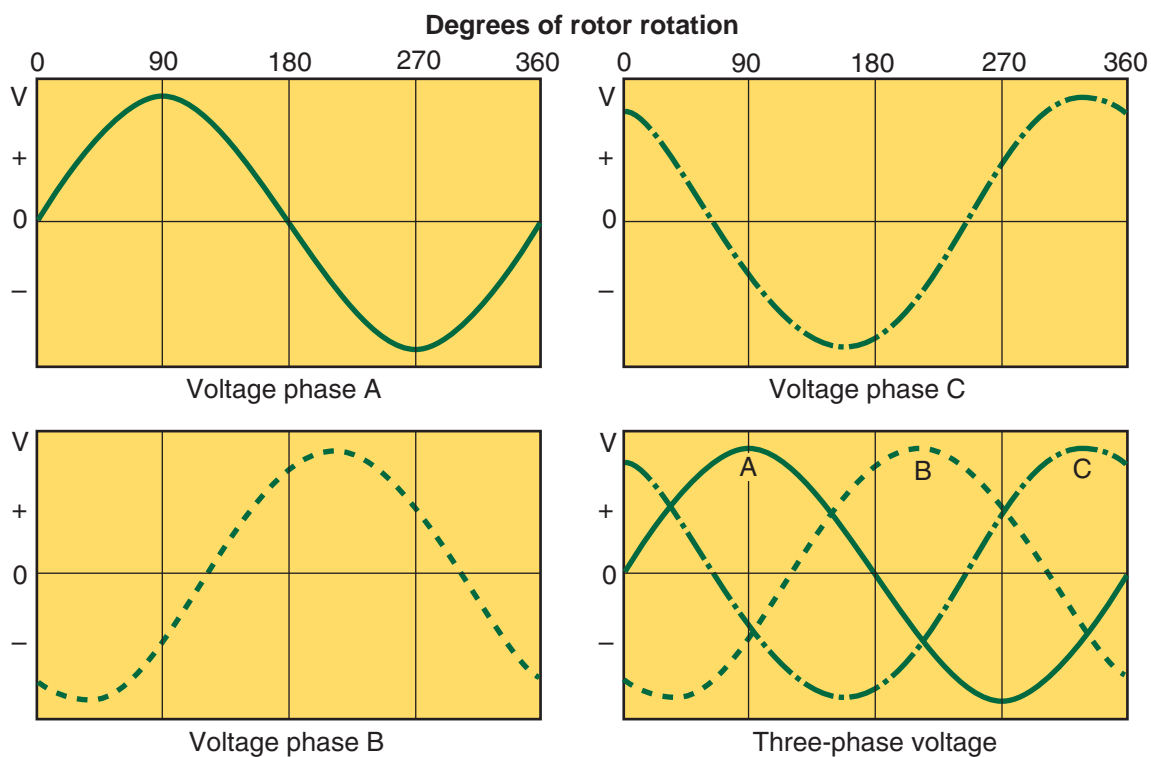 Degrees of rotor rotation
0 90 180 270 360
V
+
0
–
Voltage phase A
0 90 180 270 360
V
+
0
–
Voltage phase C
V
+
0
–
Voltage phase B
V
+
0
–
A
B
C
Three-phase voltage